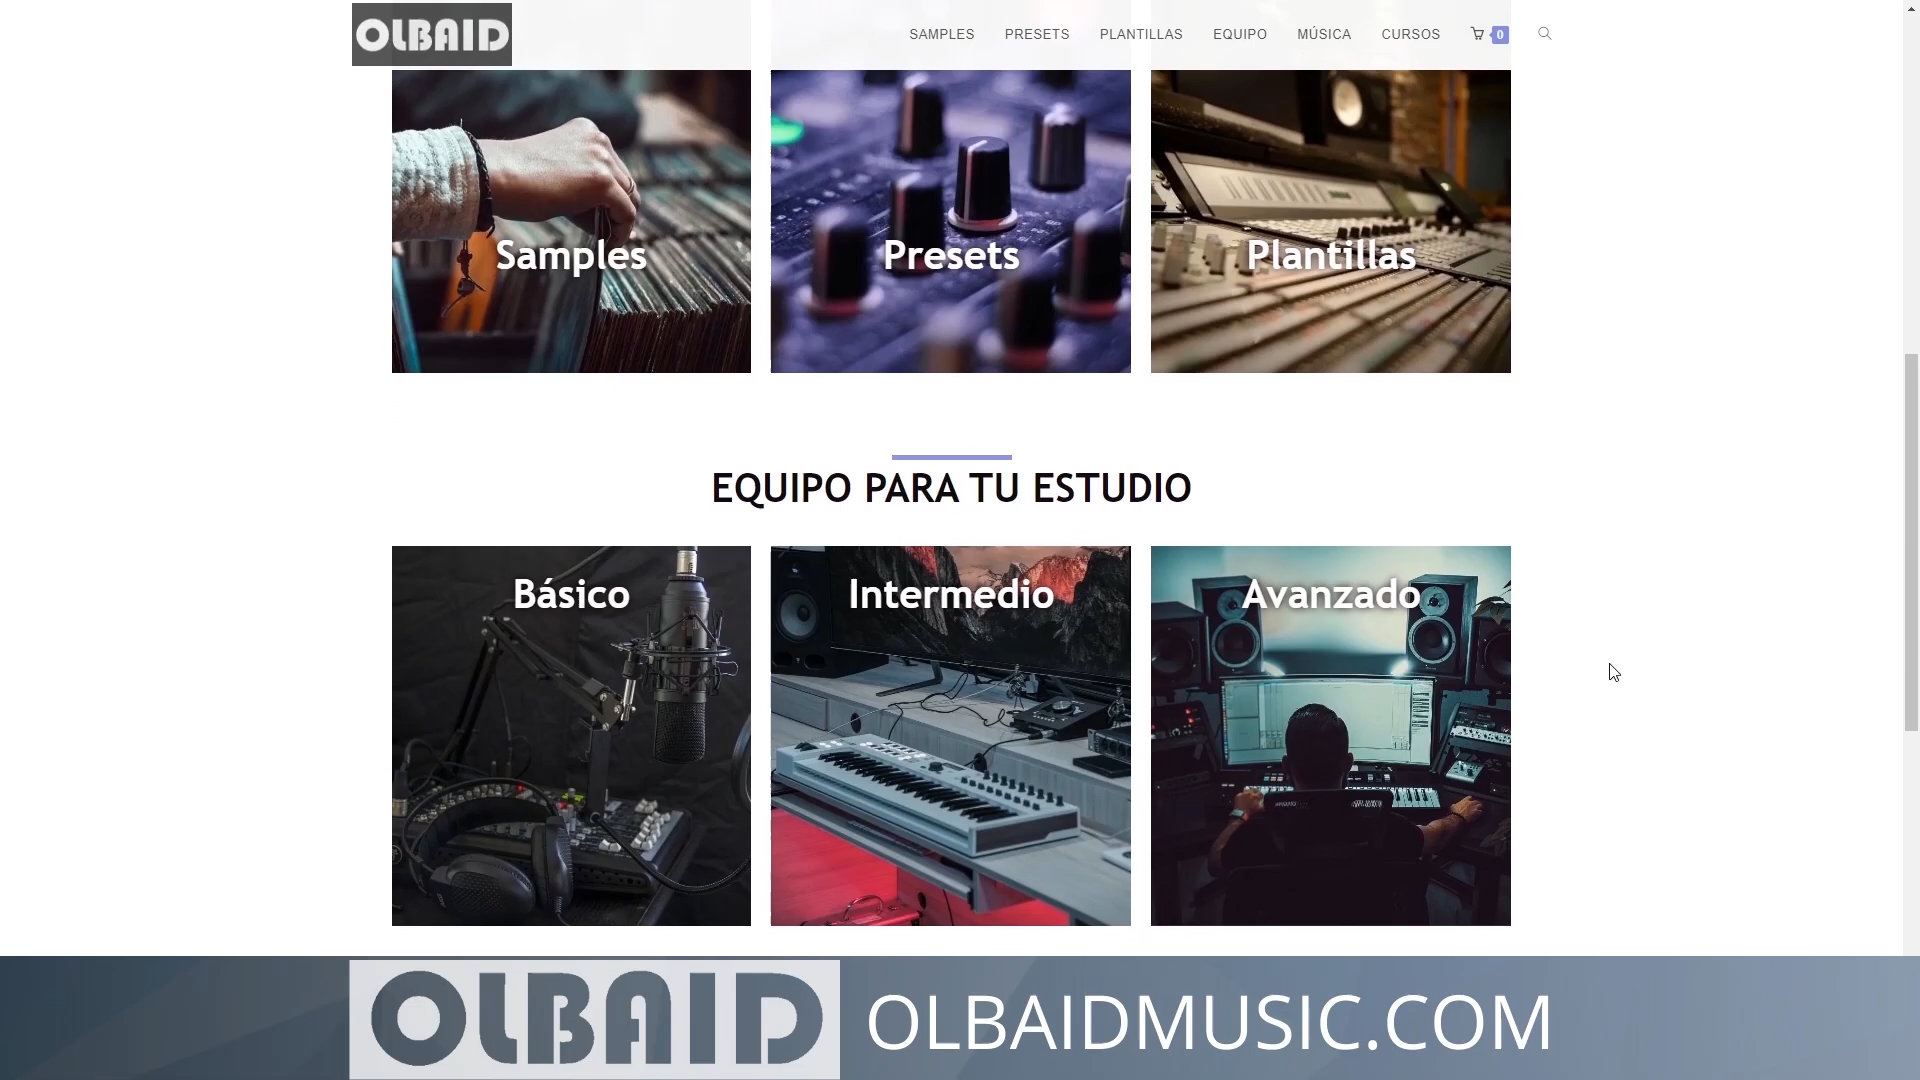 OLBAID
SAMPLES PRESETS PLANTILLAS EQUIPO MÚSICA CURSOS 0
Samples
Presets
Plantillas
EQUIPO PARA TU ESTUDIO
Básico
Intermedio
Avanzado
OLBAID OLBAIDMUSIC.COM